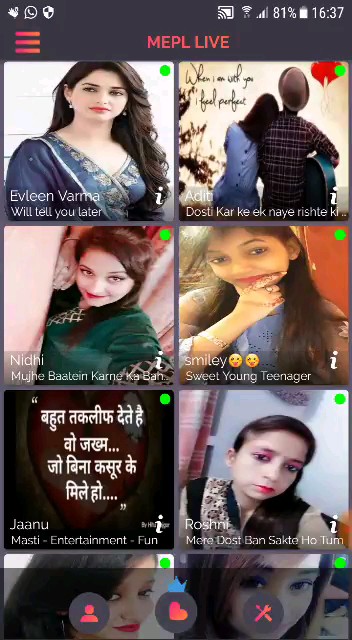 81% 16:37
MEPL LIVE
When i am with you
i feel perfect
Evleen Varma
Will tell you later
Aditi
Dosti Kar ke ek naye rishte ki ..
Nidhi
Mujhe Baatein Karne Ka Bah..
smiley
Sweet Young Teenager
“
बहुत तकलीफ देते है
वो जख्म...
जो बिना कसूर के
मिले हो....
”
Jaanu
Masti - Entertainment - Fun
Roshni
Mere Dost Ban Sakte Ho Tum